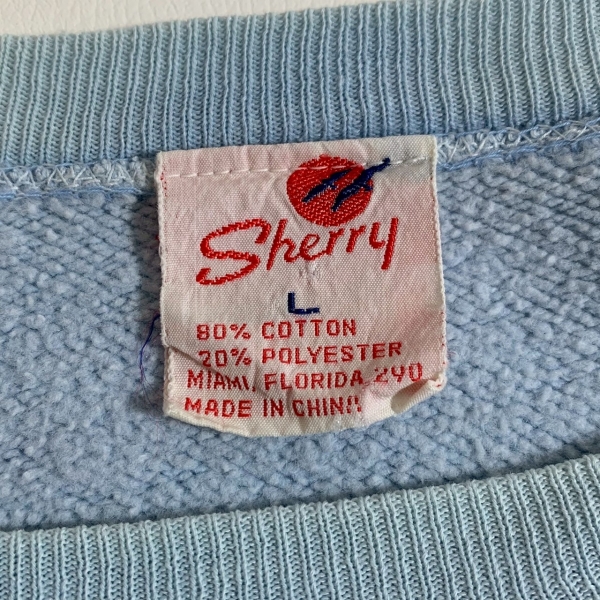 Sherry
L
80% COTTON
20% POLYESTER
MIAMI, FLORIDA 290
MADE IN CHINA